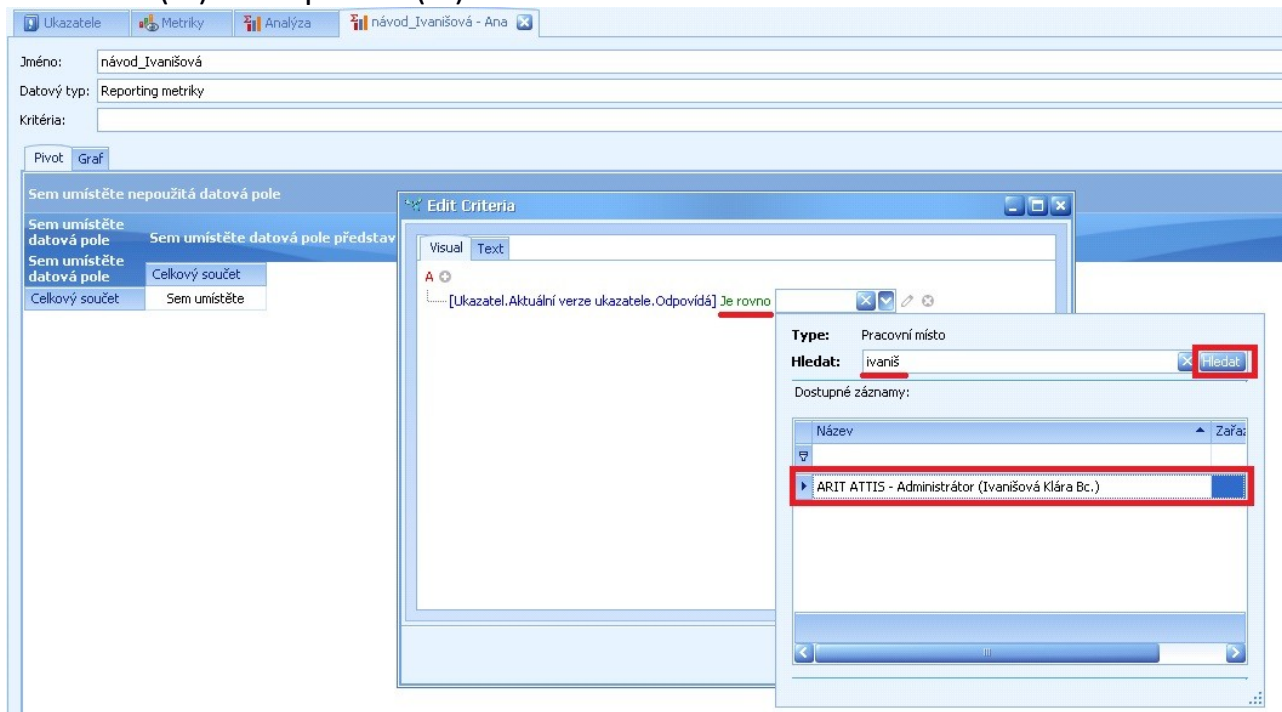 Ukazatele Metriky Analýza návod_Ivanišová - Ana
Jméno: návod_Ivanišová
Datový typ: Reporting metriky
Kritéria:
Pivot Graf
Sem umístěte nepoužitá datová pole
Sem umístěte datová pole
Sem umístěte datová pole představ
Sem umístěte datová pole
Celkový součet
Celkový součet
Sem umístěte
Edit Criteria
Visual Text
A
[Ukazatel.Aktuální verze ukazatele.Odpovídá] Je rovno
Type: Pracovní místo
Hledat: ivaniš Hledat
Dostupné záznamy:
Název Zařaz
ARIT ATTIS - Administrátor (Ivanišová Klára Bc.)